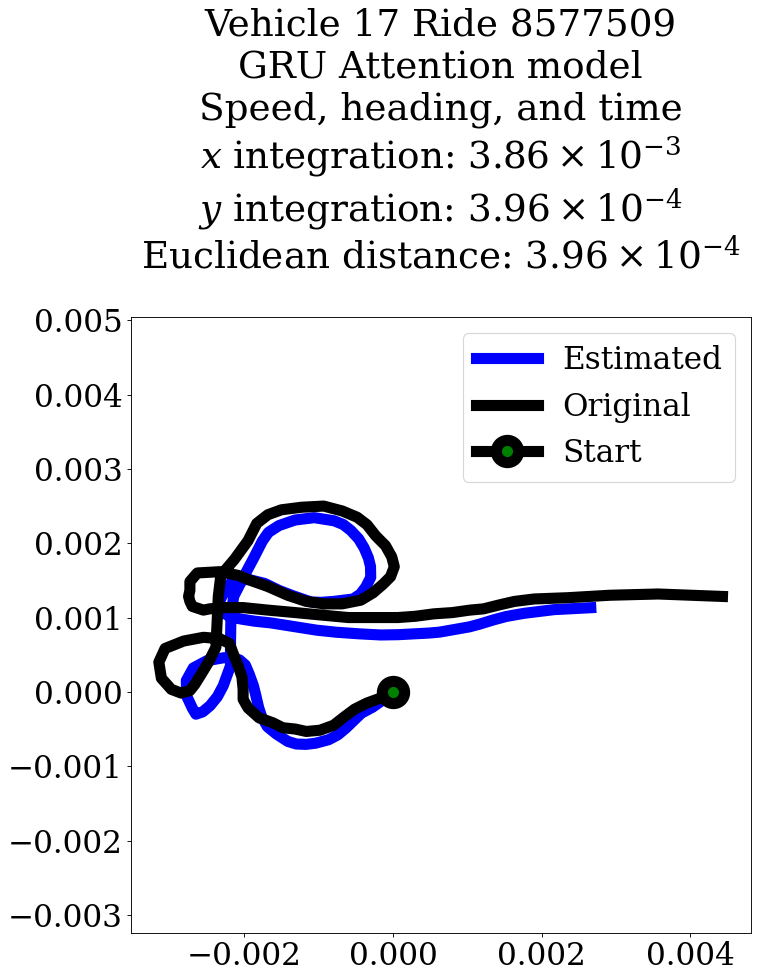 Vehicle 17 Ride 8577509
GRU Attention model
Speed, heading, and time
x integration: 3.86 × 10⁻³
y integration: 3.96 × 10⁻⁴
Euclidean distance: 3.96 × 10⁻⁴
0.005
0.004
0.003
0.002
0.001
0.000
−0.001
−0.002
−0.003
Estimated
Original
Start
−0.002 0.000 0.002 0.004